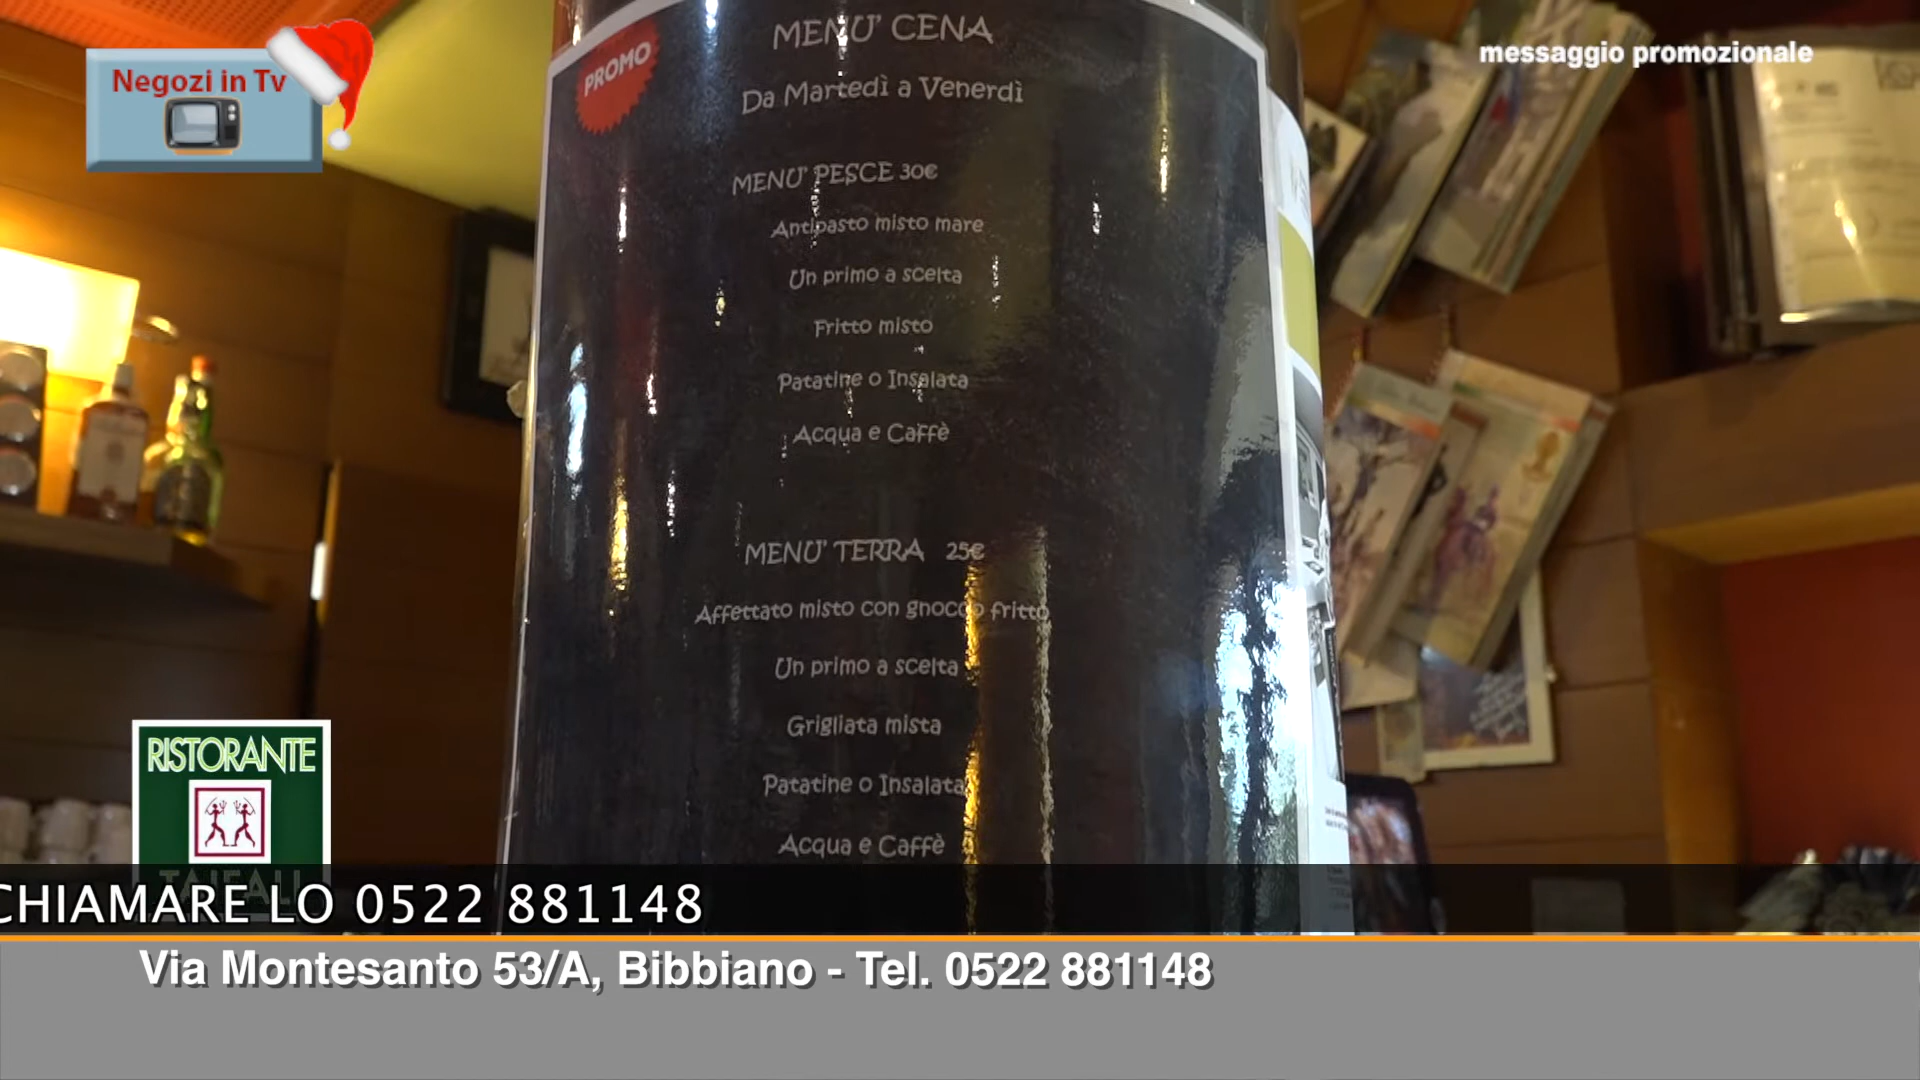 MENU' CENA
PROMO
Da Martedì a Venerdì
MENU' PESCE 30€
Antipasto misto mare
Un primo a scelta
Fritto misto
Patatine o Insalata
Acqua e Caffè
MENU' TERRA 25€
Affettato misto con gnocco fritto
Un primo a scelta
Grigliata mista
Patatine o Insalata
Acqua e Caffè
messaggio promozionale
Negozi in Tv
RISTORANTE
CHIAMARE LO 0522 881148
Via Montesanto 53/A, Bibbiano - Tel. 0522 881148